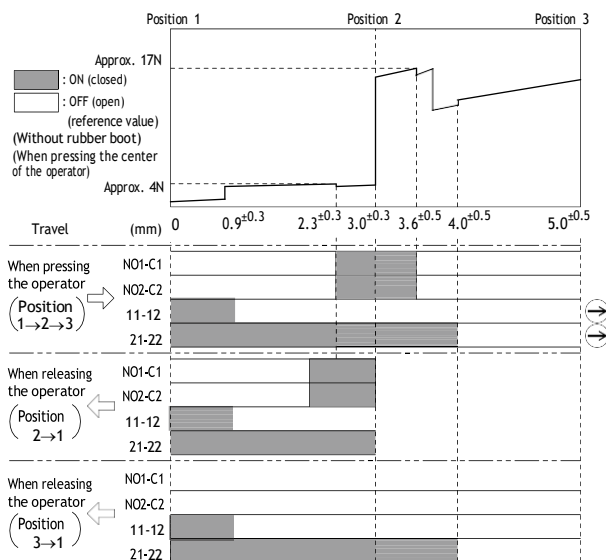 Position 1 Position 2 Position 3
Approx. 17N
: ON (closed)
: OFF (open)
(reference value)
(Without rubber boot)
(When pressing the center
of the operator)
Approx. 4N
Travel (mm) 0 0.9±0.3 2.3±0.3 3.0±0.3 3.6±0.5 4.0±0.5 5.0±0.5
When pressing
the operator
(Position
1→2→3)
NO1-C1
NO2-C2
11-12
21-22
When releasing
the operator
(Position
2→1)
NO1-C1
NO2-C2
11-12
21-22
When releasing
the operator
(Position
3→1)
NO1-C1
NO2-C2
11-12
21-22